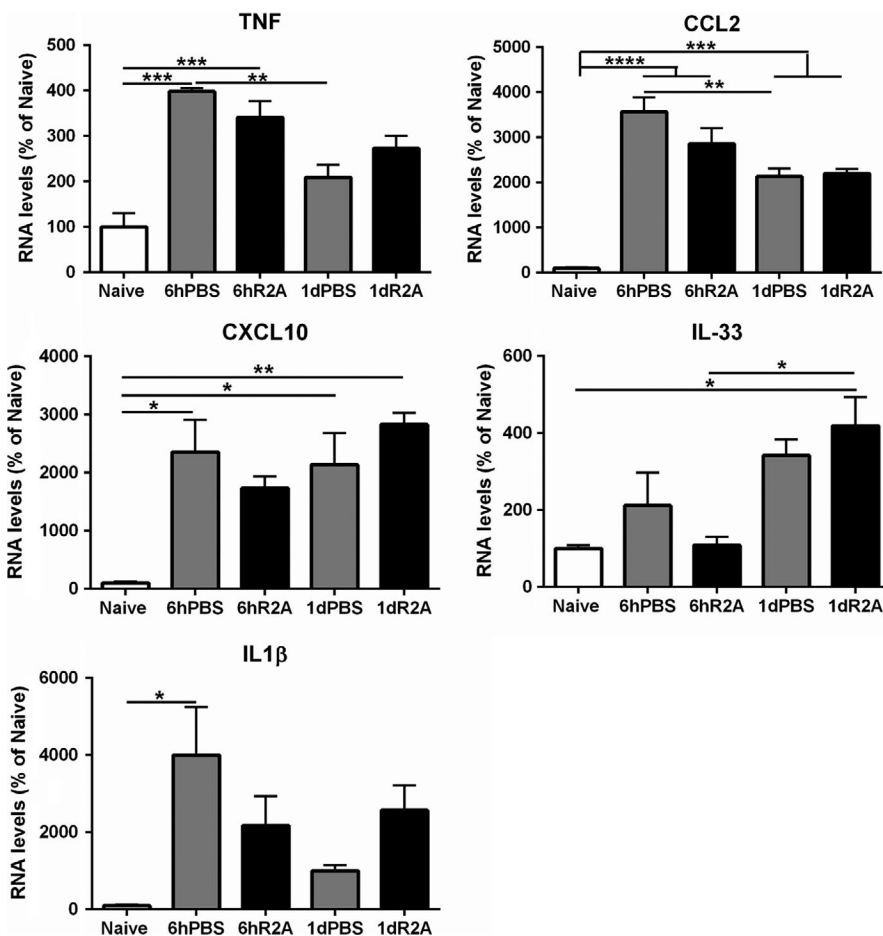 TNF
RNA levels (% of Naive)
500
400
300
200
100
0
***
***
**
Naive 6hPBS 6hR2A 1dPBS 1dR2A
CCL2
RNA levels (% of Naive)
5000
4000
3000
2000
1000
0
***
****
**
Naive 6hPBS 6hR2A 1dPBS 1dR2A
CXCL10
RNA levels (% of Naive)
4000
3000
2000
1000
0
**
*
*
Naive 6hPBS 6hR2A 1dPBS 1dR2A
IL-33
RNA levels (% of Naive)
600
400
200
0
*
*
Naive 6hPBS 6hR2A 1dPBS 1dR2A
IL1β
RNA levels (% of Naive)
6000
4000
2000
0
*
Naive 6hPBS 6hR2A 1dPBS 1dR2A